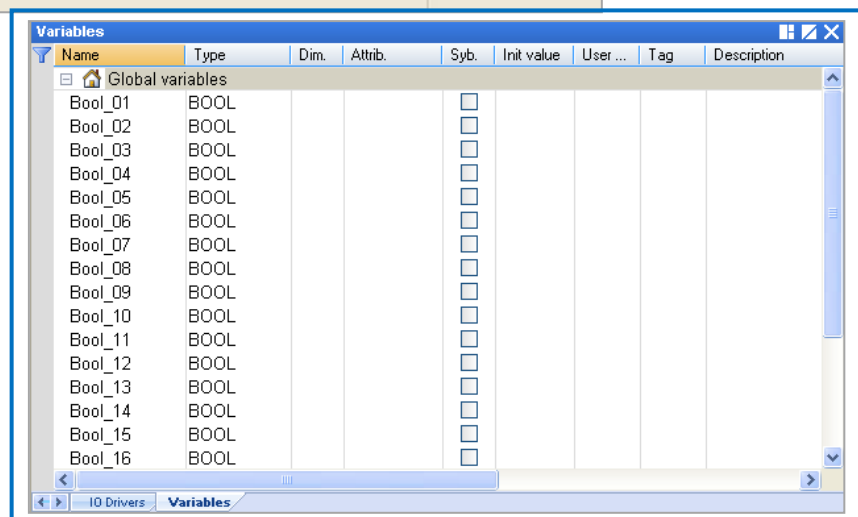 Variables
Name Type Dim. Attrib. Syb. Init value User ... Tag Description
Global variables
Bool_01 BOOL
Bool_02 BOOL
Bool_03 BOOL
Bool_04 BOOL
Bool_05 BOOL
Bool_06 BOOL
Bool_07 BOOL
Bool_08 BOOL
Bool_09 BOOL
Bool_10 BOOL
Bool_11 BOOL
Bool_12 BOOL
Bool_13 BOOL
Bool_14 BOOL
Bool_15 BOOL
Bool_16 BOOL
IO Drivers Variables